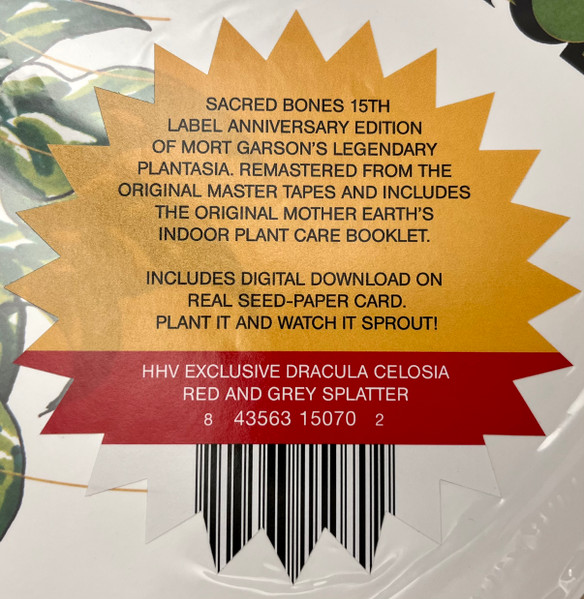 SACRED BONES 15TH
LABEL ANNIVERSARY EDITION
OF MORT GARSON'S LEGENDARY
PLANTASIA. REMASTERED FROM THE
ORIGINAL MASTER TAPES AND INCLUDES
THE ORIGINAL MOTHER EARTH'S
INDOOR PLANT CARE BOOKLET.
INCLUDES DIGITAL DOWNLOAD ON
REAL SEED-PAPER CARD.
PLANT IT AND WATCH IT SPROUT!
HHV EXCLUSIVE DRACULA CELOSIA
RED AND GREY SPLATTER
8 43563 15070 2